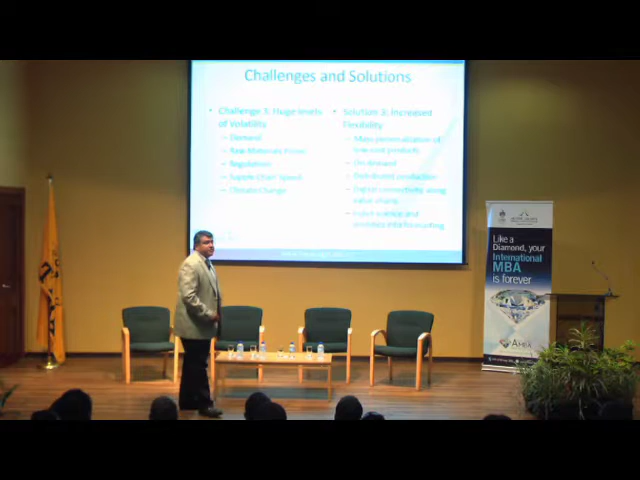 Challenges and Solutions
• Challenge 3: Huge levels
of Volatility
– Demand
– Raw Materials Prices
– Regulations
– Supply Chain Speed
– Climate Change
• Solution 3: Increased
Flexibility
– Mass personalization of
low-cost products
– On demand
– Distributed production
– Digital connectivity along
value chains
Like a
Diamond, your
International
MBA
is forever
AMBA